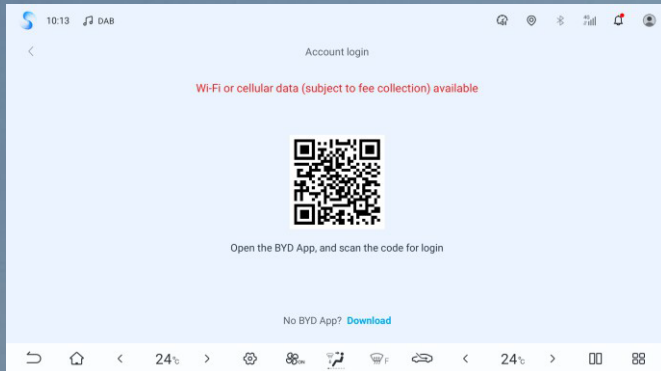 10:13 DAB 4G
Account login
Wi-Fi or cellular data (subject to fee collection) available
Open the BYD App, and scan the code for login
No BYD App? Download
24°c F 24°c